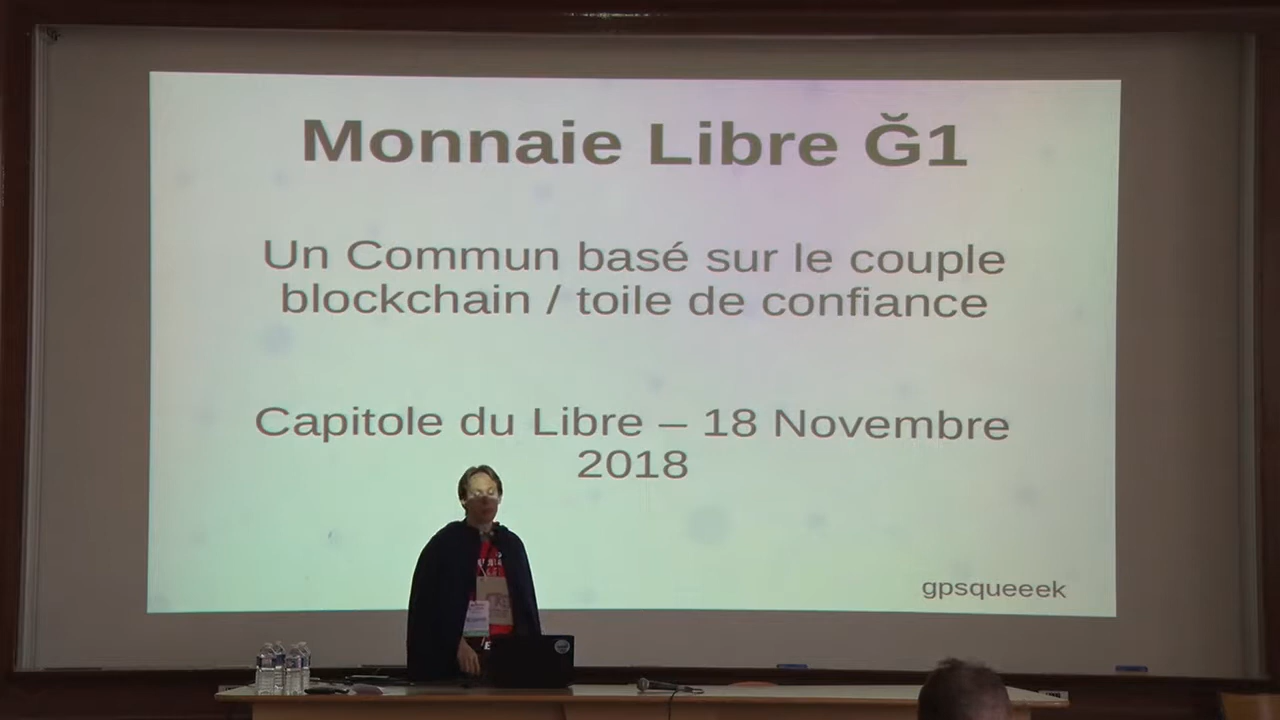 Monnaie Libre Ğ1
Un Commun basé sur le couple
blockchain / toile de confiance
Capitole du Libre – 18 Novembre
2018
gpsqueeek